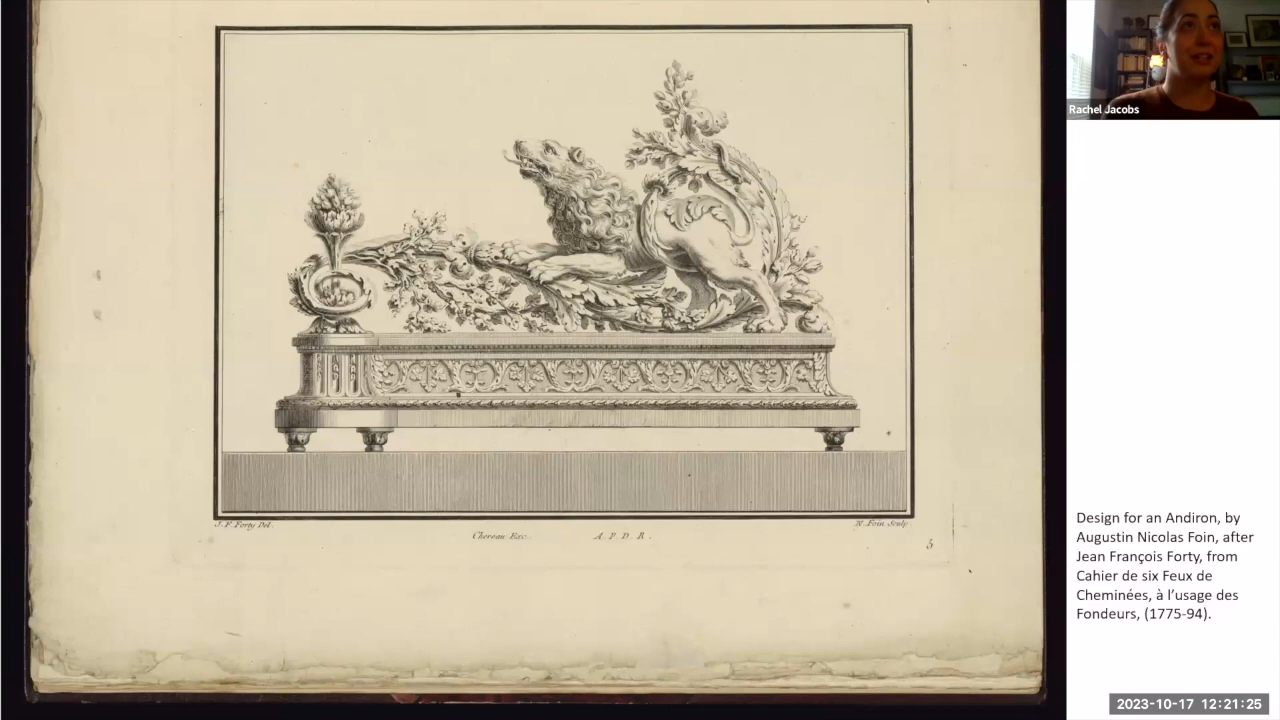 Rachel Jacobs
J. F. Forty Del.
N. Foin Sculp
Chereau Exc.
A. P. D. R.
5
Design for an Andiron, by
Augustin Nicolas Foin, after
Jean François Forty, from
Cahier de six Feux de
Cheminées, à l’usage des
Fondeurs, (1775-94).
2023-10-17 12:21:25